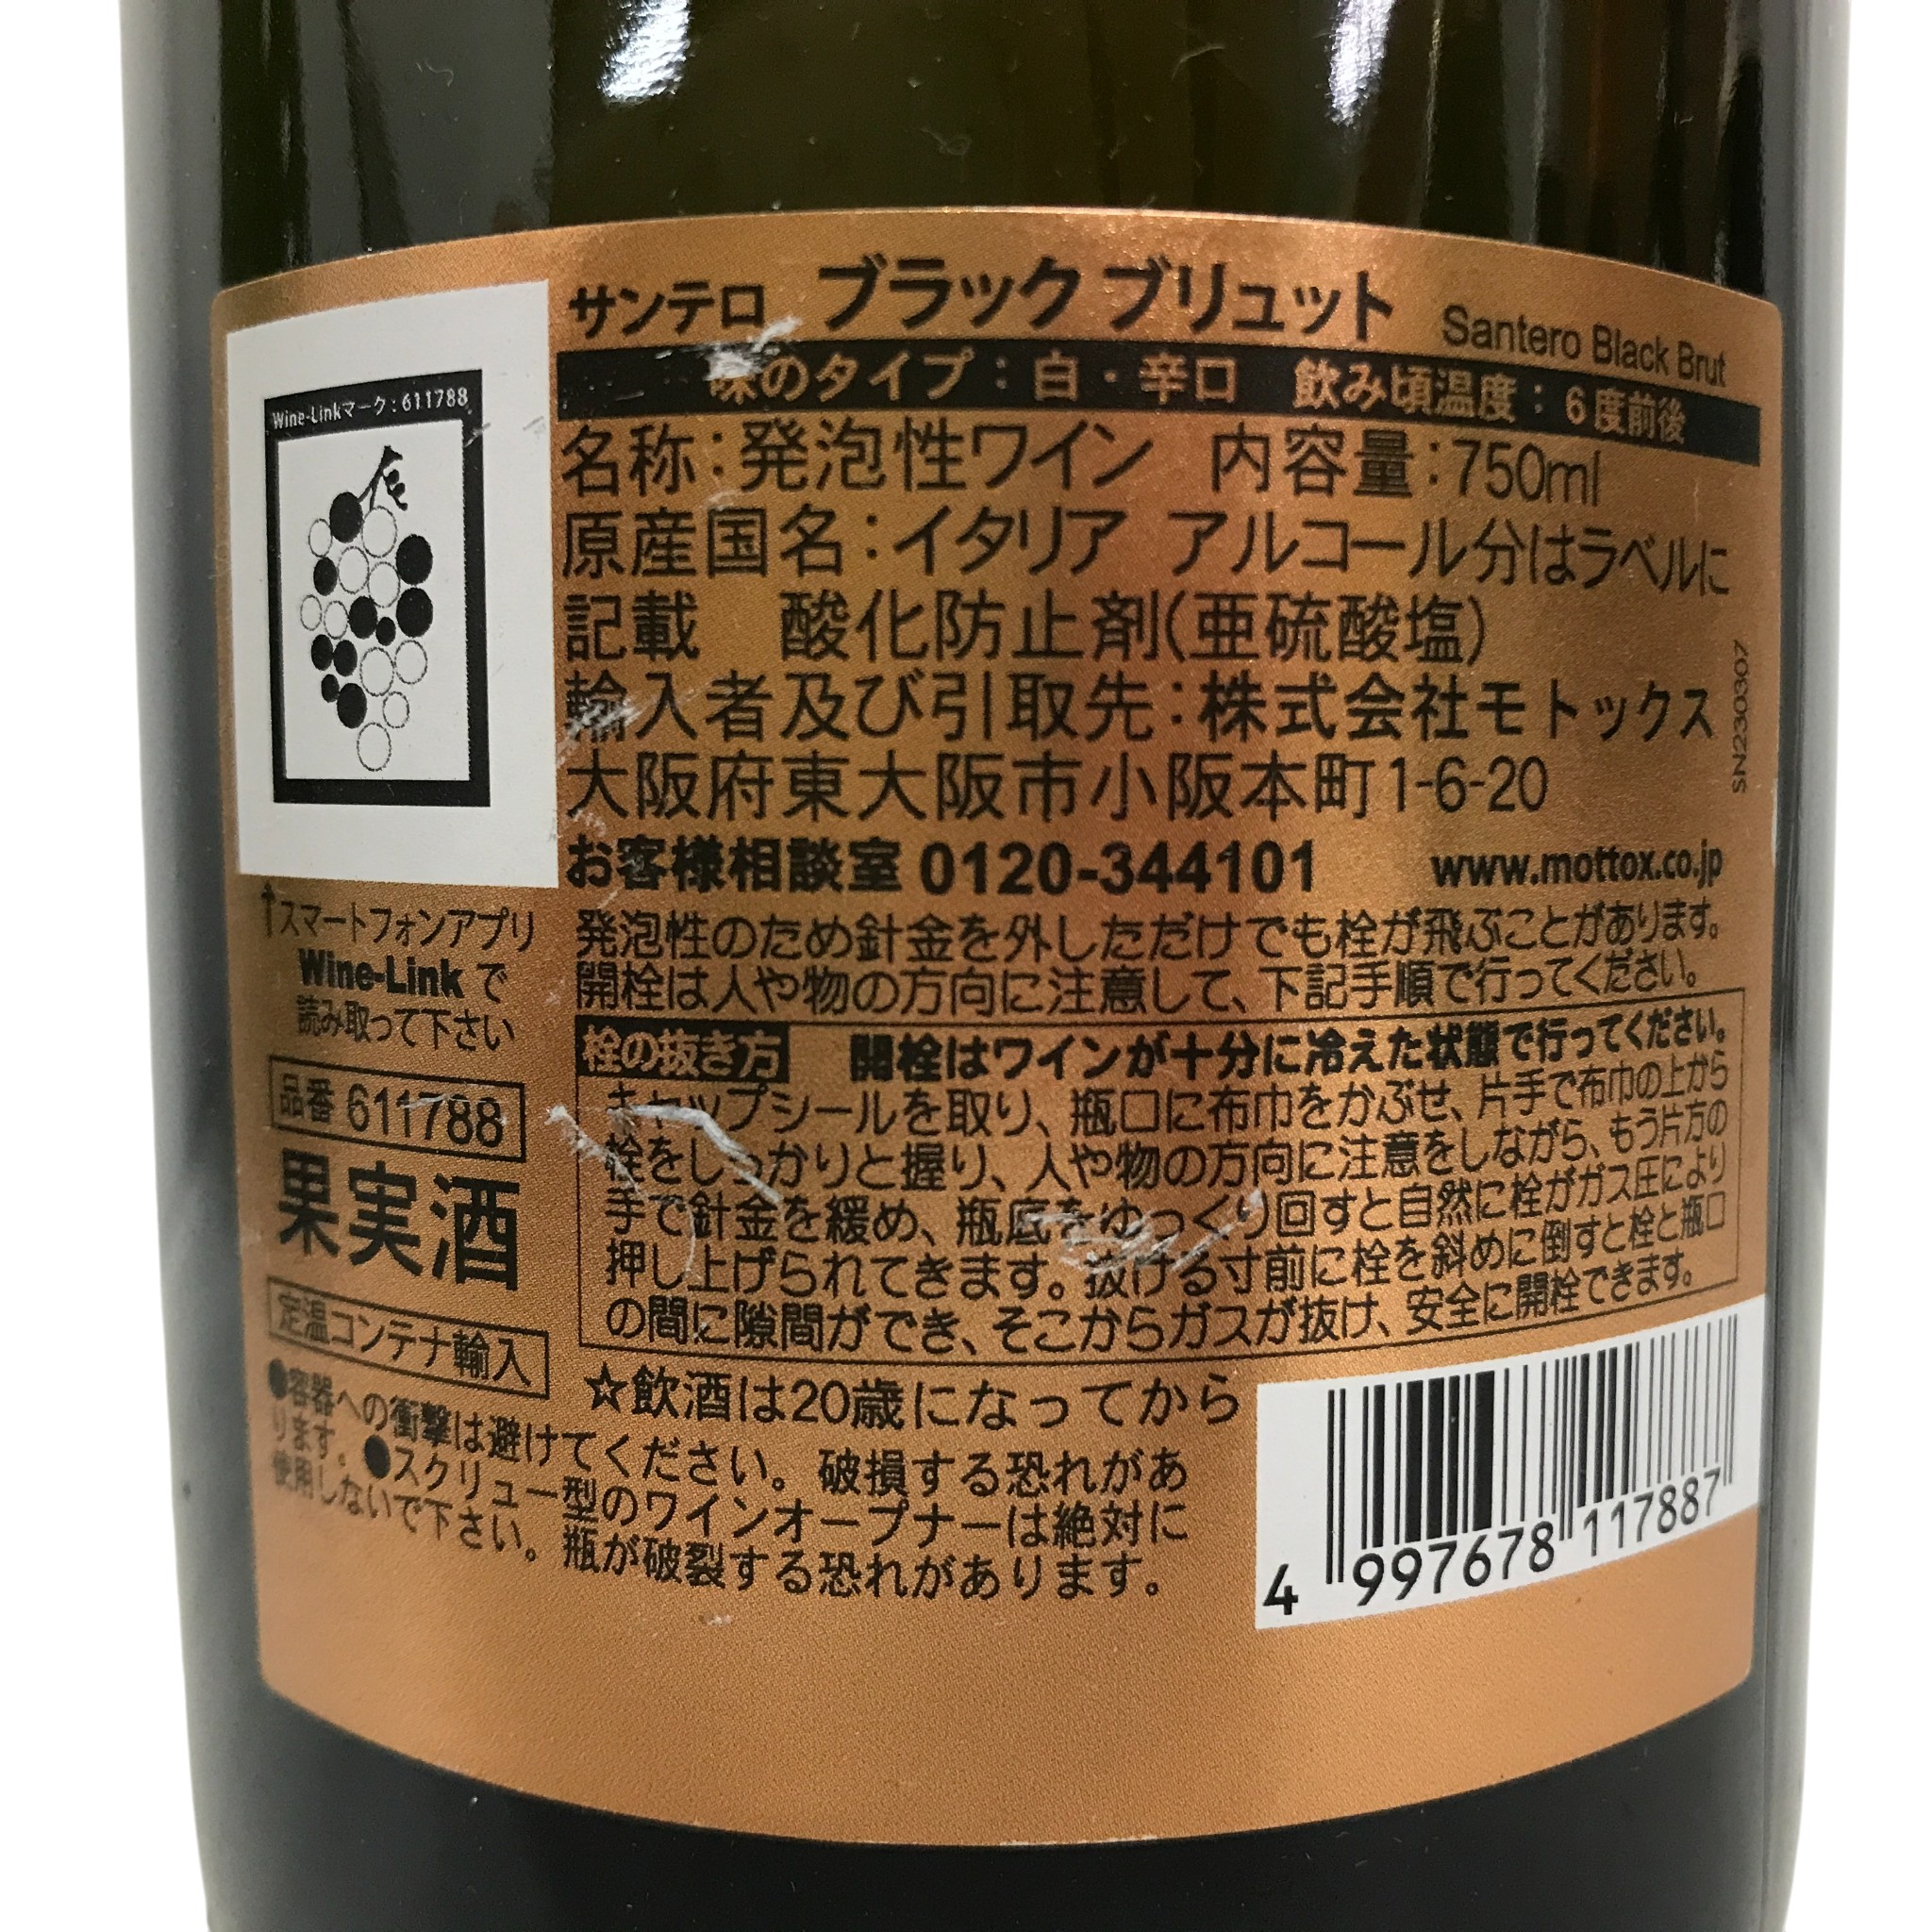 サンテロ ブラック ブリュット Santero Black Brut
味のタイプ：白・辛口 飲み頃温度：6度前後
名称：発泡性ワイン 内容量：750ml
原産国名：イタリア アルコール分はラベルに
記載 酸化防止剤(亜硫酸塩)
輸入者及び引取先：株式会社モトックス
大阪府東大阪市小阪本町1-6-20
お客様相談室 0120-344101 www.mottox.co.jp
SN230307
発泡性のため針金を外しただけでも栓が飛ぶことがあります。
開栓は人や物の方向に注意して、下記手順で行ってください。
栓の抜き方 開栓はワインが十分に冷えた状態で行ってください。
キャップシールを取り、瓶口に布巾をかぶせ、片手で布巾の上から
栓をしっかりと握り、人や物の方向に注意をしながら、もう片方の
手で針金を緩め、瓶底をゆっくり回すと自然に栓がガス圧により
押し上げられてきます。抜ける寸前に栓を斜めに倒すと栓と瓶口
の間に隙間ができ、そこからガスが抜け、安全に開栓できます。
Wine-Linkマーク：611788
↑スマートフォンアプリ
Wine-Link で
読み取って下さい
品番 611788
果実酒
定温コンテナ輸入
☆飲酒は20歳になってから
●容器への衝撃は避けてください。破損する恐れがあ
ります。●スクリュー型のワインオープナーは絶対に
使用しないで下さい。瓶が破裂する恐れがあります。
4 997678 117887